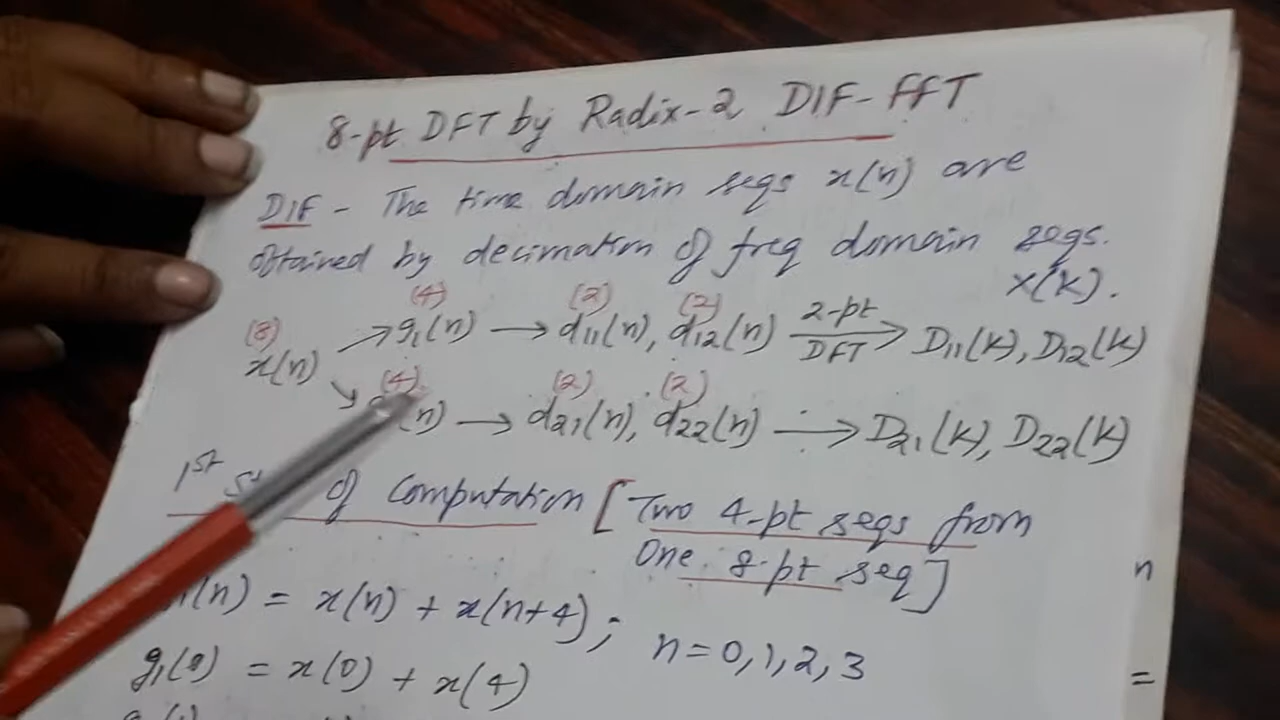 8-pt DFT by Radix-2 DIF-FFT
DIF - The time domain seqs x(n) are
obtained by decimation of freq domain seqs.
X(K).
(4) (2) (2)
(8) → g1(n) → d11(n), d12(n) 2-pt DFT → D11(K), D12(K)
x(n)
(4) (2) (2)
↘ (n) → d21(n), d22(n) → D21(K), D22(K)
1st of Computation [Two 4-pt seqs from
One 8-pt seq]
n
1(n) = x(n) + x(n+4); n = 0,1,2,3
g1(0) = x(0) + x(4)
=